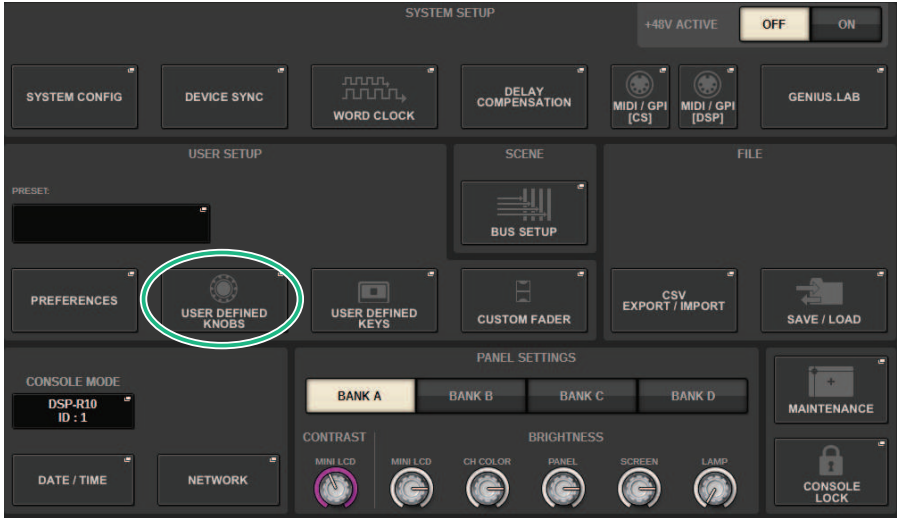 SYSTEM SETUP
+48V ACTIVE
OFF
ON
SYSTEM CONFIG
DEVICE SYNC
WORD CLOCK
DELAY
COMPENSATION
MIDI / GPI
[CS]
MIDI / GPI
[DSP]
GENIUS.LAB
USER SETUP
SCENE
FILE
PRESET:
BUS SETUP
PREFERENCES
USER DEFINED
KNOBS
USER DEFINED
KEYS
CUSTOM FADER
CSV
EXPORT / IMPORT
SAVE / LOAD
CONSOLE MODE
DSP-R10
ID : 1
PANEL SETTINGS
BANK A
BANK B
BANK C
BANK D
MAINTENANCE
CONTRAST
BRIGHTNESS
MINI LCD
MINI LCD
CH COLOR
PANEL
SCREEN
LAMP
DATE / TIME
NETWORK
CONSOLE
LOCK